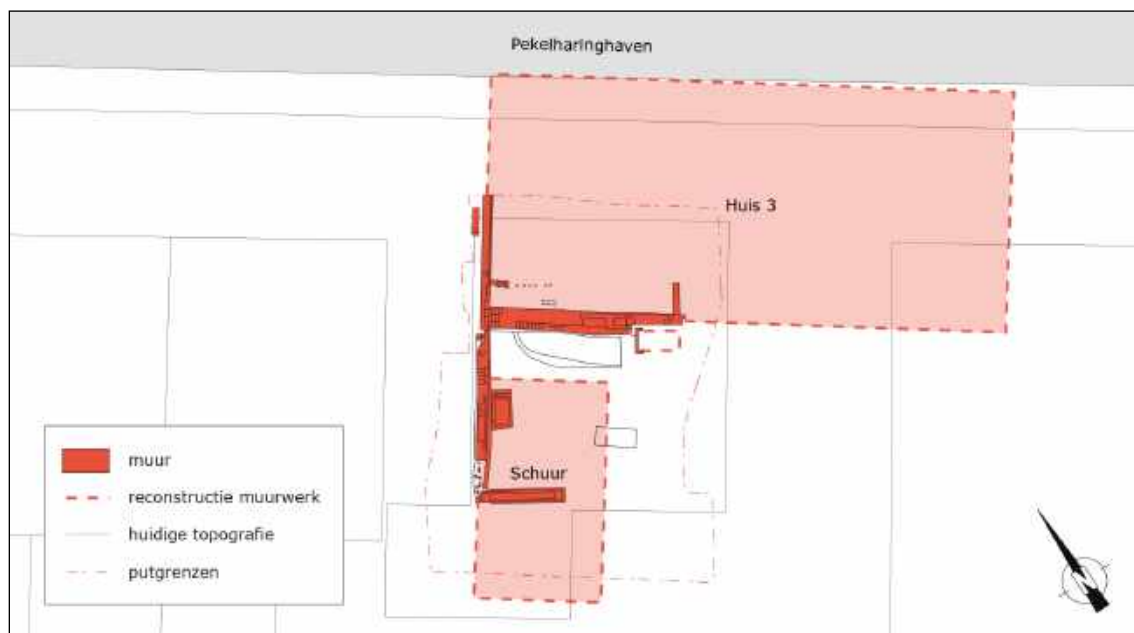 Pekelharinghaven
Huis 3
Schuur
muur
reconstructie muurwerk
huidige topografie
putgrenzen